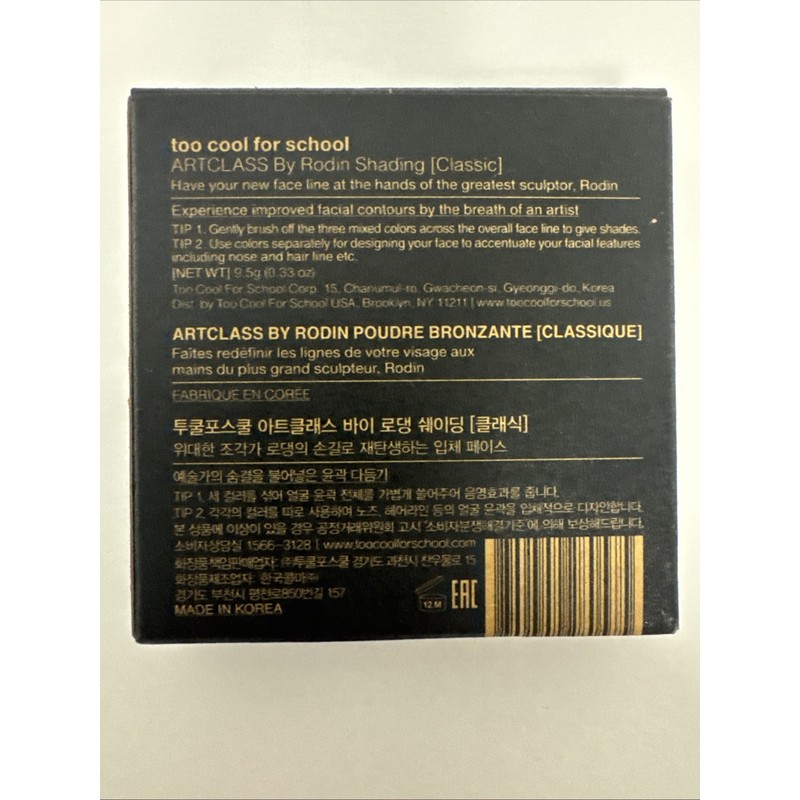 too cool for school
ARTCLASS By Rodin Shading [Classic]
Have your new face line at the hands of the greatest sculptor, Rodin
Experience improved facial contours by the breath of an artist
TIP 1. Gently brush off the three mixed colors across the overall face line to give shades.
TIP 2. Use colors separately for designing your face to accentuate your facial features
including nose and hair line etc.
[NET WT] 9.5g (0.33 oz)
Too Cool For School Corp. 15, Chanumul-ro, Gwacheon-si, Gyeonggi-do, Korea
Dist. by Too Cool For School USA, Brooklyn, NY 11211 | www.toocoolforschool.us
ARTCLASS BY RODIN POUDRE BRONZANTE [CLASSIQUE]
Faites redéfinir les lignes de votre visage aux
mains du plus grand sculpteur, Rodin
FABRIQUÉ EN CORÉE
투쿨포스쿨 아트클래스 바이 로댕 쉐이딩 [클래식]
위대한 조각가 로댕의 손길로 재탄생하는 입체 페이스
예술가의 숨결을 불어넣은 윤곽 다듬기
TIP 1. 세 컬러를 섞어 얼굴 윤곽 전체를 가볍게 쓸어주어 음영효과를 줍니다.
TIP 2. 각각의 컬러를 따로 사용하여 노즈, 헤어라인 등의 얼굴 윤곽을 입체적으로 디자인합니다.
본 상품에 이상이 있을 경우 공정거래위원회 고시 '소비자분쟁해결기준'에 의해 보상해드립니다.
소비자상담실 1566-3128 | www.toocoolforschool.com
화장품책임판매업자: ㈜투쿨포스쿨 경기도 과천시 찬우물로 15
화장품제조업자: 한국콜마㈜
경기도 부천시 평천로850번길 157
MADE IN KOREA
12 M
EAC